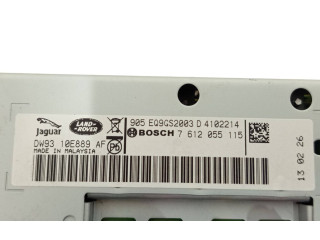 Jaguar
LAND-
ROVER
905 EQ9GS2003 D 4102214
BOSCH 7 612 055 115
DW93 10E889 AF
MADE IN MALAYSIA
P6
13 02 26